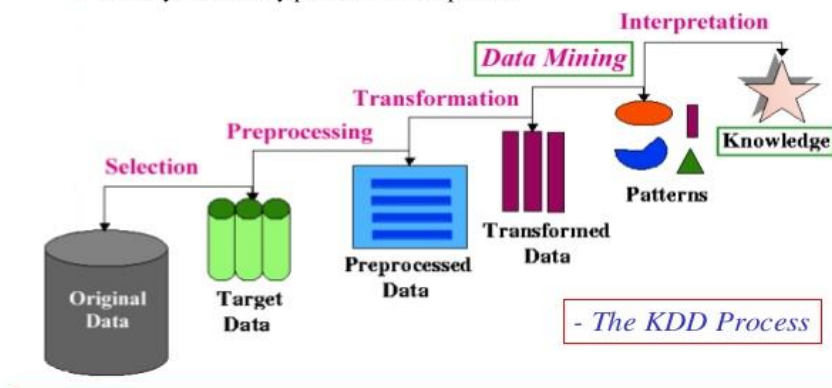 Interpretation
Data Mining
Transformation
Preprocessing
Selection
Knowledge
Patterns
Transformed
Data
Preprocessed
Data
Target
Data
Original
Data
- The KDD Process